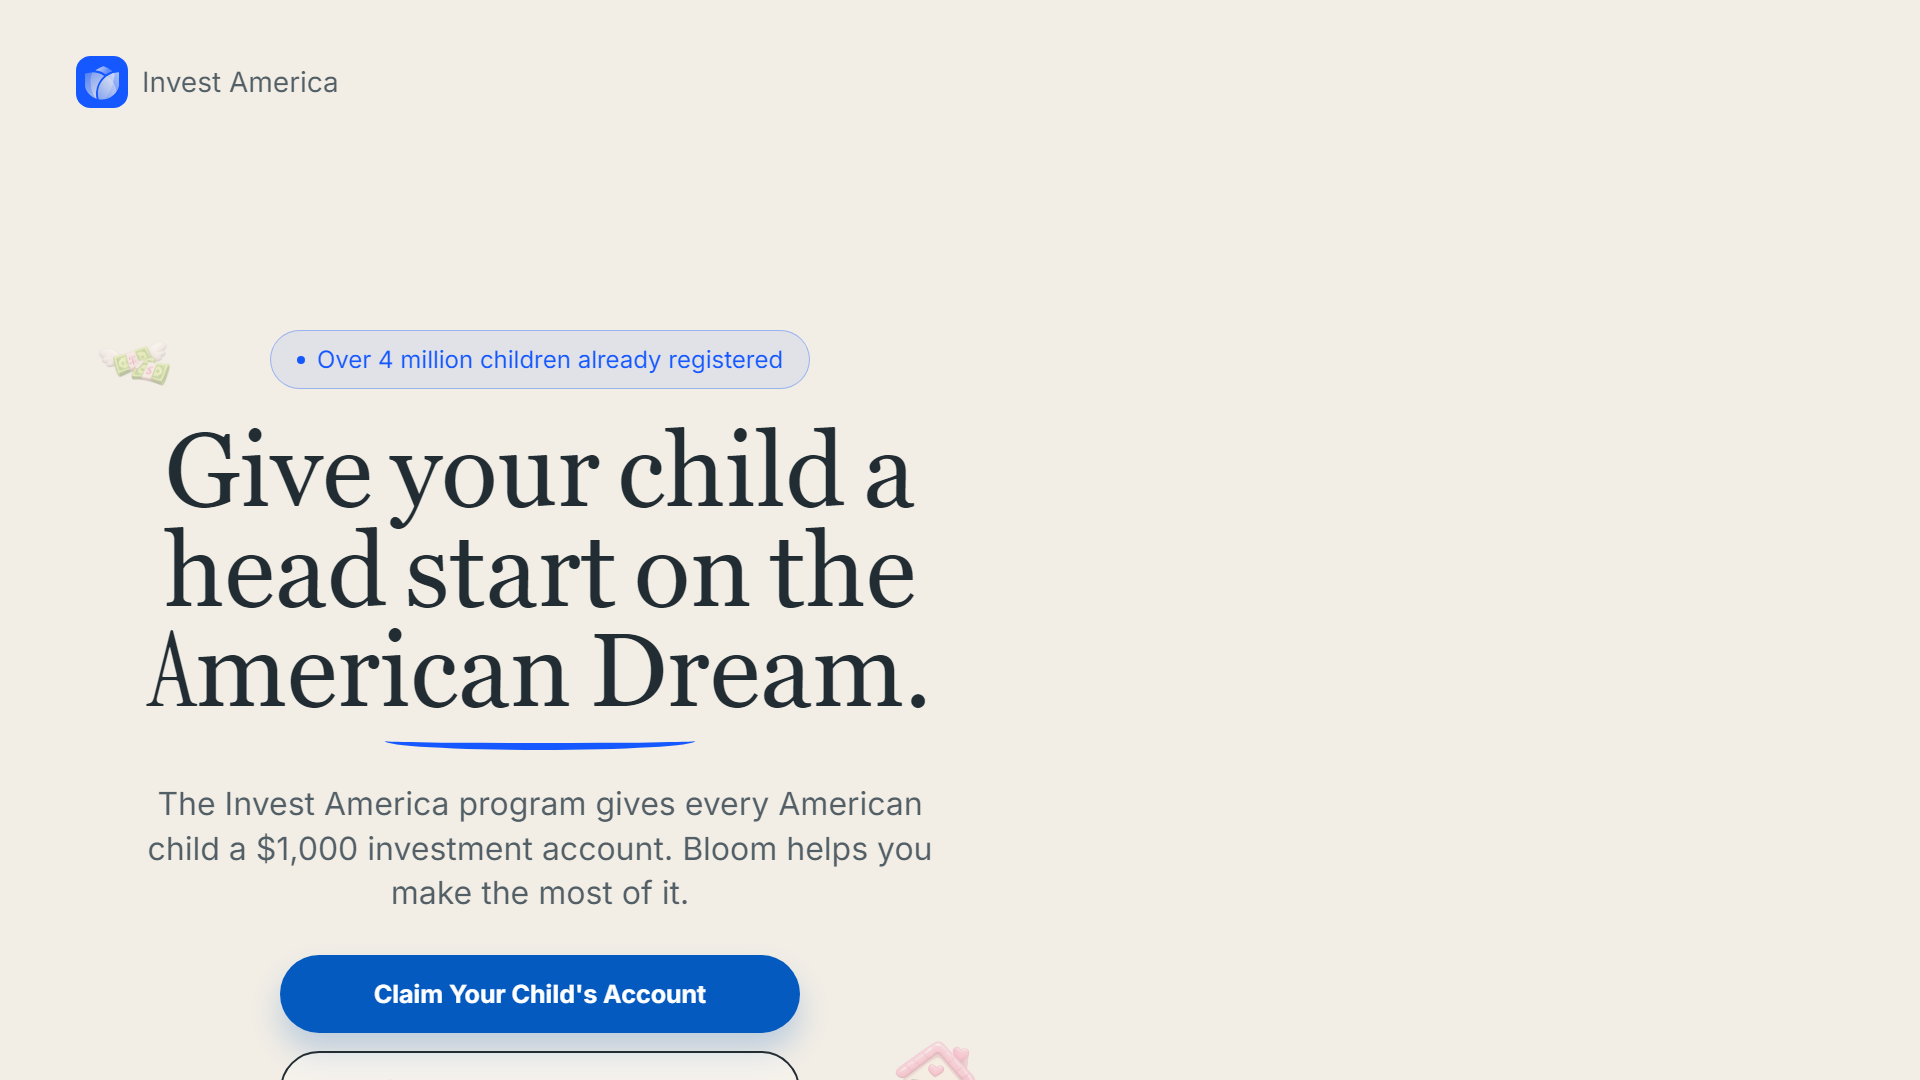 Invest America
Over 4 million children already registered
Give your child a
head start on the
American Dream.
The Invest America program gives every American
child a $1,000 investment account. Bloom helps you
make the most of it.
Claim Your Child's Account